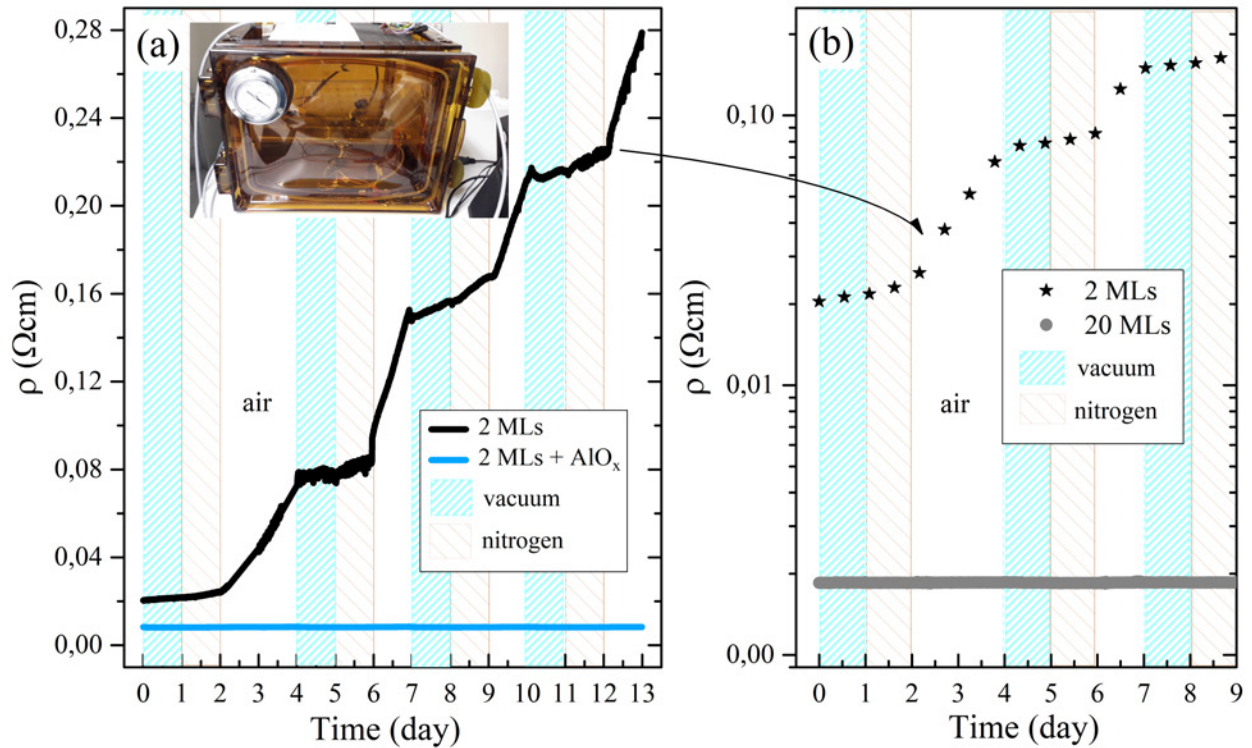 (a)
0,28
0,24
0,20
0,16
0,12
0,08
0,04
0,00
ρ (Ωcm)
air
2 MLs
2 MLs + AlOₓ
vacuum
nitrogen
0 1 2 3 4 5 6 7 8 9 10 11 12 13
Time (day)
(b)
0,10
0,01
0,00
ρ (Ωcm)
air
2 MLs
20 MLs
vacuum
nitrogen
0 1 2 3 4 5 6 7 8 9
Time (day)